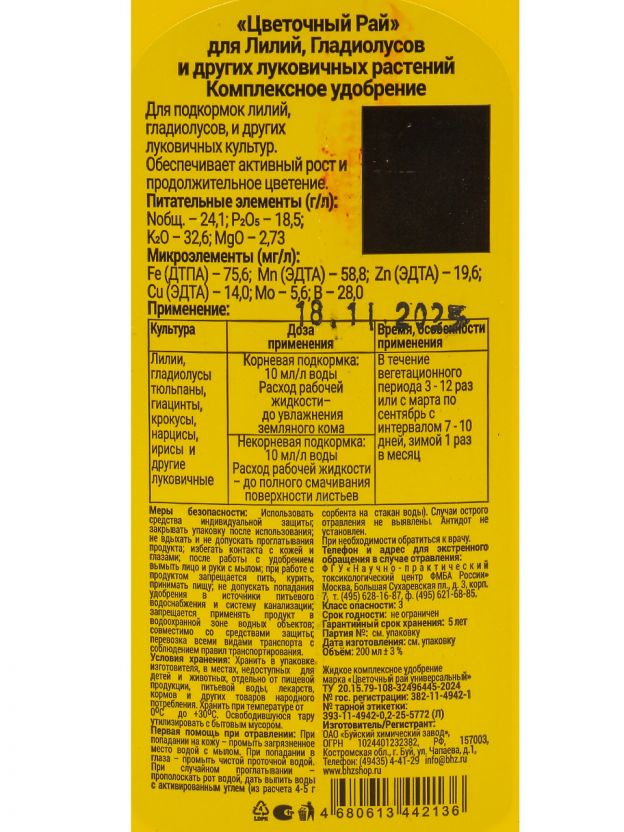 «Цветочный Рай»
для Лилий, Гладиолусов
и других луковичных растений
Комплексное удобрение
Для подкормок лилий,
гладиолусов, и других
луковичных культур.
Обеспечивает активный рост и
продолжительное цветение.
Питательные элементы (г/л):
Nобщ. – 24,1; P₂O₅ – 18,5;
K₂O – 32,6; MgO – 2,73
Микроэлементы (мг/л):
Fe (ДТПА) – 75,6; Mn (ЭДТА) – 58,8; Zn (ЭДТА) – 19,6;
Cu (ЭДТА) – 14,0; Mo – 5,6; B – 28,0
Применение:
18.11.2025
Культура
Доза
применения
Время, особенности
применения
Лилии,
гладиолусы
тюльпаны,
гиацинты,
крокусы,
нарцисы,
ирисы и
другие
луковичные
Корневая подкормка:
10 мл/л воды
Расход рабочей
жидкости–
до увлажнения
земляного кома
Некорневая подкормка:
10 мл/л воды
Расход рабочей жидкости
– до полного смачивания
поверхности листьев
В течение
вегетационного
периода 3 - 12 раз
или с марта по
сентябрь с
интервалом 7 - 10
дней, зимой 1 раз
в месяц
Меры безопасности: Использовать
средства индивидуальной защиты;
закрывать упаковку после использования;
не вдыхать и не допускать проглатывания
продукта; избегать контакта с кожей и
глазами; после работы с удобрением
вымыть лицо и руки с мылом; при работе с
продуктом запрещается пить, курить,
принимать пищу; не допускать попадания
удобрения в источники питьевого
водоснабжения и систему канализации;
запрещается применять продукт в
водоохранной зоне водных объектов;
совместимо со средствами защиты;
перевозка всеми видами транспорта с
соблюдением правил транспортирования.
Условия хранения: Хранить в упаковке
изготовителя, в местах, недоступных для
детей и животных, отдельно от пищевой
продукции, питьевой воды, лекарств,
кормов и других товаров народного
потребления. Хранить при температуре от
0°С до +30°С. Освободившуюся тару
утилизировать с бытовым мусором.
Первая помощь при отравлении: При
попадании на кожу – промыть загрязненное
место водой с мылом. При попадании в
глаза – промыть чистой проточной водой.
При случайном проглатывании –
прополоскать рот водой, дать выпить воды
с активированным углем (из расчета 4-5 г
сорбента на стакан воды). Случаи острого
отравления не выявлены. Антидот не
установлен.
При необходимости обратиться к врачу.
Телефон и адрес для экстренного
обращения в случае отравления:
ФГУ «Научно-практический
токсикологический центр ФМБА России»
Москва, Большая Сухаревская пл., д. 3, корп.
7, т. (495) 628-16-87, ф. (495) 621-68-85.
Класс опасности: 3
Срок годности: не ограничен
Гарантийный срок хранения: 5 лет
Партия №: см. упаковку
Дата изготовления: см. упаковку
Объём: 200 мл ± 3 %
Жидкое комплексное удобрение
марка «Цветочный рай универсальный»
ТУ 20.15.79-108-32496445-2024
№ гос. регистрации: 382-11-4942-1
№ тарной этикетки:
393-11-4942-0,2-25-5772 (Л)
Изготовитель/Регистрант:
ОАО «Буйский химический завод»,
ОГРН 1024401232382, РФ, 157003,
Костромская обл., г. Буй, ул. Чапаева, д.1,
Телефон: (49435) 4-41-29 info@bhz.ru
www.bhzshop.ru
4
LDPE
4 680613 442136